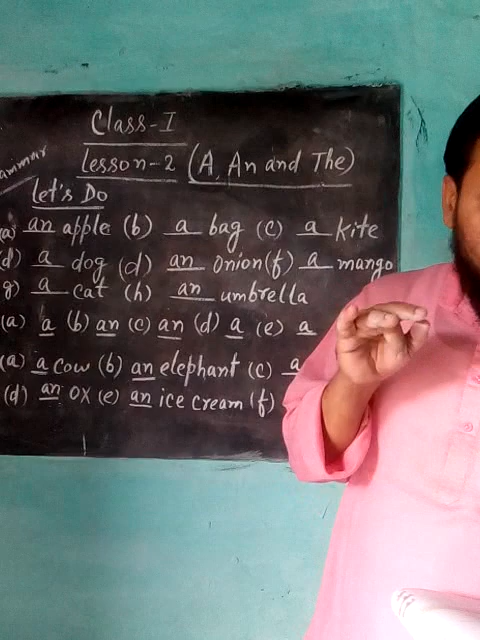 Class-I
Lesson-2 (A, An and The)
Let's Do
(a) an apple (b) a bag (c) a kite
(d) a dog (d) an onion (f) a mango
g) a cat (h) an umbrella
(a) a (b) an (c) an (d) a (e) a
(a) a cow (b) an elephant (c) a
(d) an ox (e) an ice cream (f)